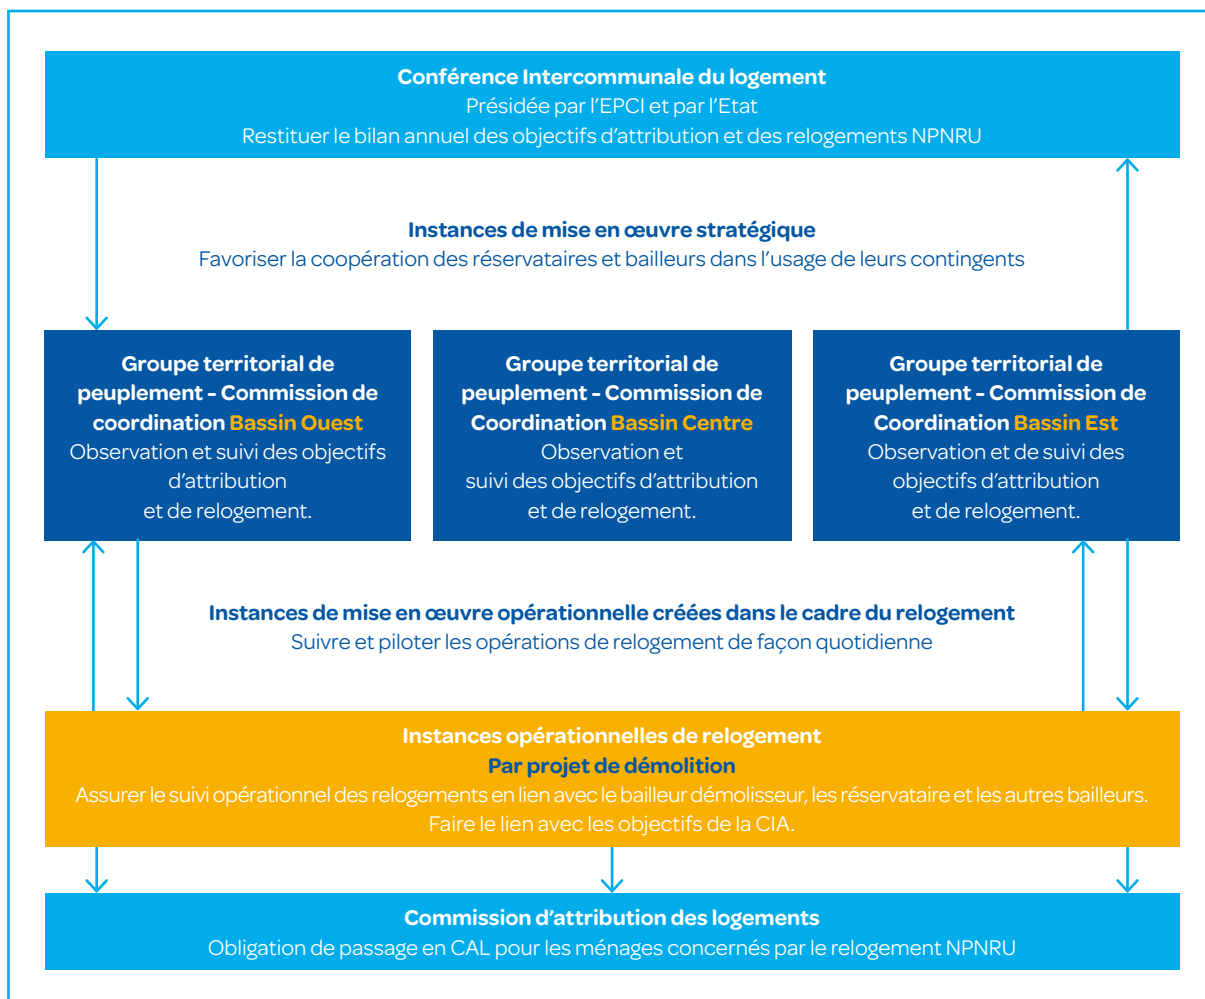 Conférence Intercommunale du logement
Présidée par l'EPCI et par l'Etat
Restituer le bilan annuel des objectifs d'attribution et des relogements NPNRU
Instances de mise en œuvre stratégique
Favoriser la coopération des réservataires et bailleurs dans l'usage de leurs contingents
Groupe territorial de
peuplement - Commission de
coordination Bassin Ouest
Observation et suivi des objectifs
d'attribution
et de relogement.
Groupe territorial de
peuplement - Commission de
Coordination Bassin Centre
Observation et
suivi des objectifs d'attribution
et de relogement.
Groupe territorial de
peuplement - Commission de
Coordination Bassin Est
Observation et de suivi des
objectifs d'attribution
et de relogement.
Instances de mise en œuvre opérationnelle créées dans le cadre du relogement
Suivre et piloter les opérations de relogement de façon quotidienne
Instances opérationnelles de relogement
Par projet de démolition
Assurer le suivi opérationnel des relogements en lien avec le bailleur démolisseur, les réservataire et les autres bailleurs.
Faire le lien avec les objectifs de la CIA.
Commission d'attribution des logements
Obligation de passage en CAL pour les ménages concernés par le relogement NPNRU